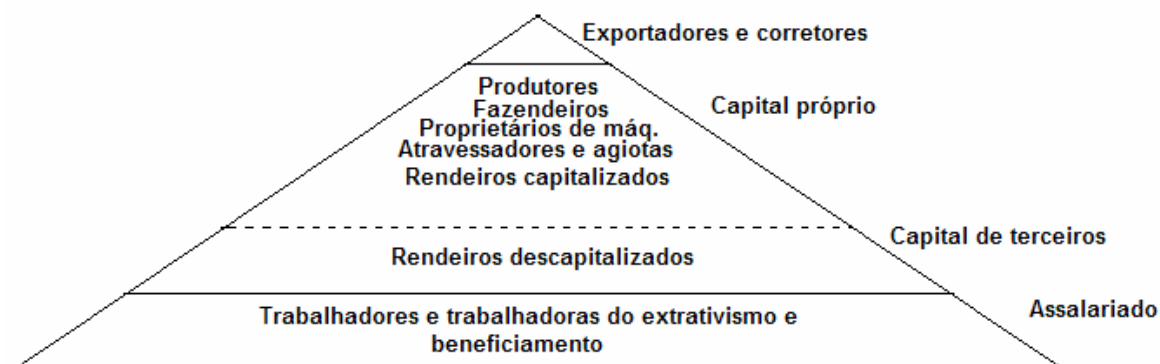 Exportadores e corretores
Produtores
Fazendeiros
Capital próprio
Proprietários de máq.
Atravessadores e agiotas
Rendeiros capitalizados
Capital de terceiros
Rendeiros descapitalizados
Assalariado
Trabalhadores e trabalhadoras do extrativismo e
beneficiamento